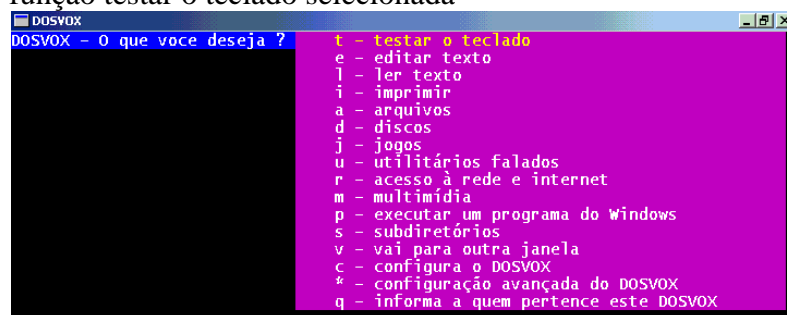 função testar o teclado selecionada
DOSVOX
DOSVOX - O que voce deseja ?
t - testar o teclado
e - editar texto
l - ler texto
i - imprimir
a - arquivos
d - discos
j - jogos
u - utilitários falados
r - acesso à rede e internet
m - multimídia
p - executar um programa do Windows
s - subdiretórios
v - vai para outra janela
c - configura o DOSVOX
* - configuração avançada do DOSVOX
q - informa a quem pertence este DOSVOX